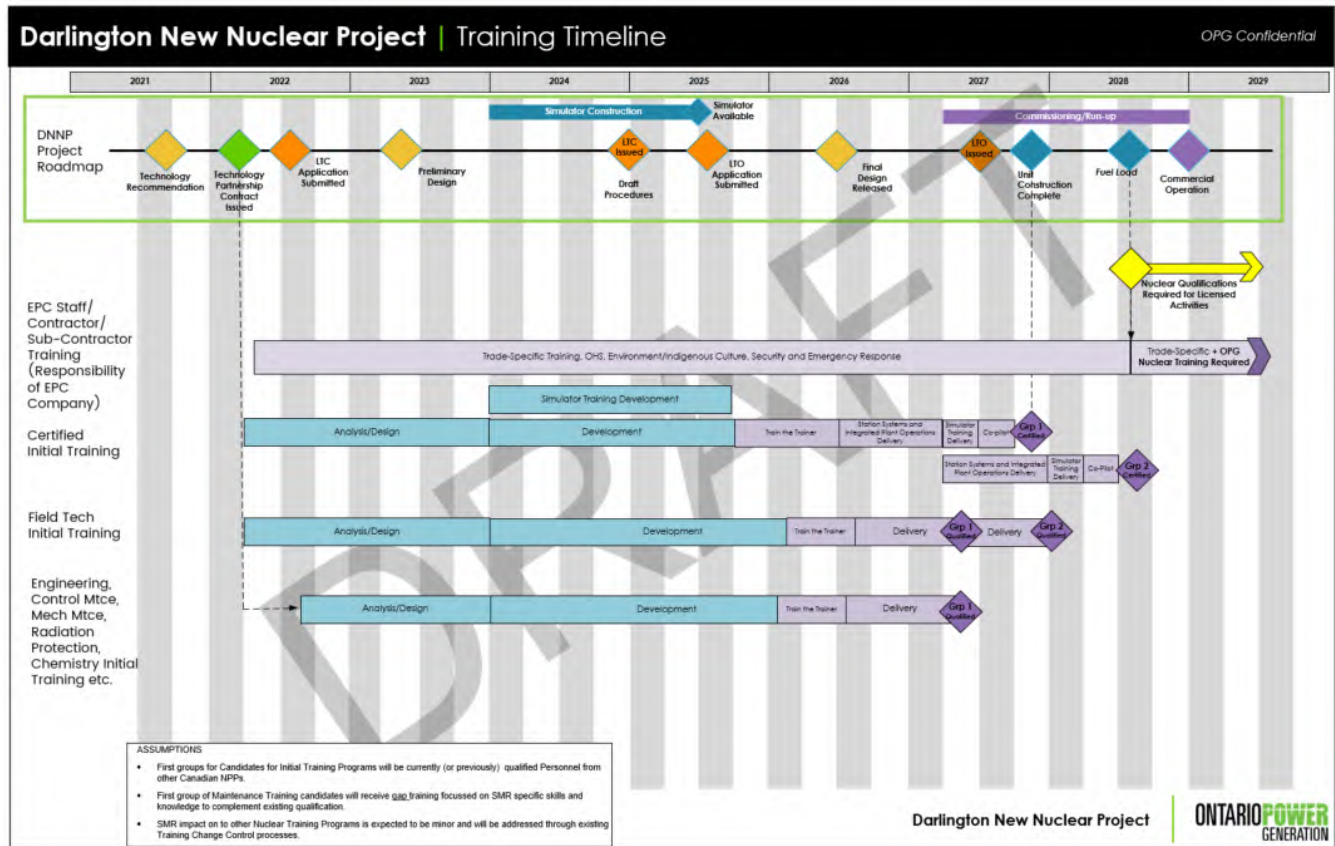 Darlington New Nuclear Project | Training Timeline
OPG Confidential
2021
2022
2023
2024
2025
2026
2027
2028
2029
DNNP
Project
Roadmap
Simulator Construction
Simulator
Available
Commissioning/Run-up
Technology
Recommendation
Technology
Partnership
Contract
Issued
LTC
Application
Submitted
Preliminary
Design
LTC
Issued
Draft
Procedures
LTO
Application
Submitted
Final
Design
Released
LTO
Issued
Unit
Construction
Complete
Fuel Load
Commercial
Operation
Nuclear Qualifications
Required for Licensed
Activities
EPC Staff/
Contractor/
Sub-Contractor
Training
(Responsibility
of EPC
Company)
Trade-Specific Training, OHS, Environment/Indigenous Culture, Security and Emergency Response
Trade-Specific + OPG
Nuclear Training Required
Simulator Training Development
Certified
Initial Training
Analysis/Design
Development
Train the Trainer
Station Systems and
Integrated Plant Operations
Delivery
Simulator
Training
Delivery
Co-pilot
Grp 1
Certified
Station Systems and Integrated
Plant Operations Delivery
Simulator
Training
Delivery
Co-Pilot
Grp 2
Certified
Field Tech
Initial Training
Analysis/Design
Development
Train the Trainer
Delivery
Grp 1
Qualified
Delivery
Grp 2
Qualified
Engineering,
Control Mtce,
Mech Mtce,
Radiation
Protection,
Chemistry Initial
Training etc.
Analysis/Design
Development
Train the Trainer
Delivery
Grp 1
Qualified
DRAFT
ASSUMPTIONS
• First groups for Candidates for Initial Training Programs will be currently (or previously) qualified Personnel from
other Canadian NPPs.
• First group of Maintenance Training candidates will receive gap training focussed on SMR specific skills and
knowledge to complement existing qualification.
• SMR impact on to other Nuclear Training Programs is expected to be minor and will be addressed through existing
Training Change Control processes.
Darlington New Nuclear Project
ONTARIOPOWER
GENERATION